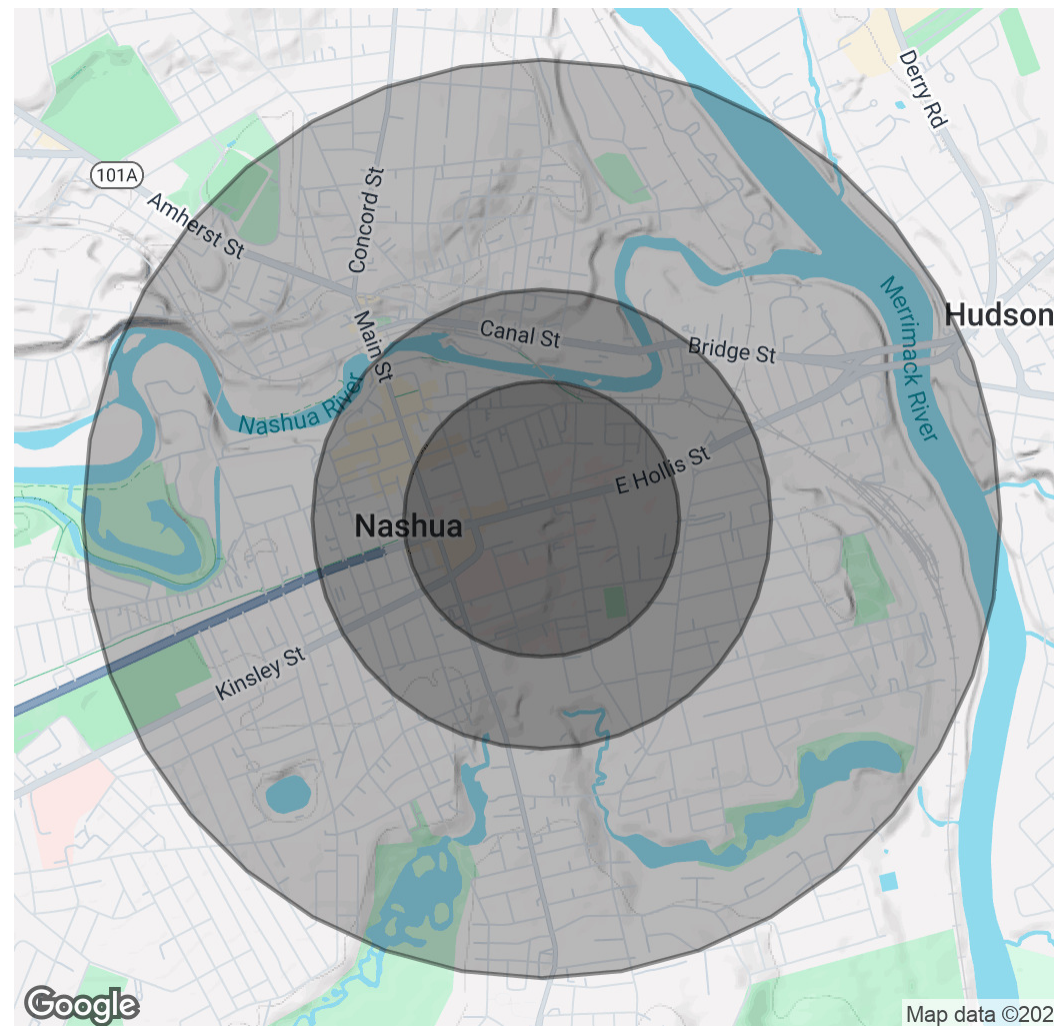 Derry Rd
101A
Amherst St
Concord St
Merrimack River
Hudson
Main St
Canal St
Bridge St
Nashua River
E Hollis St
Nashua
Kinsley St
Google
Map data ©202